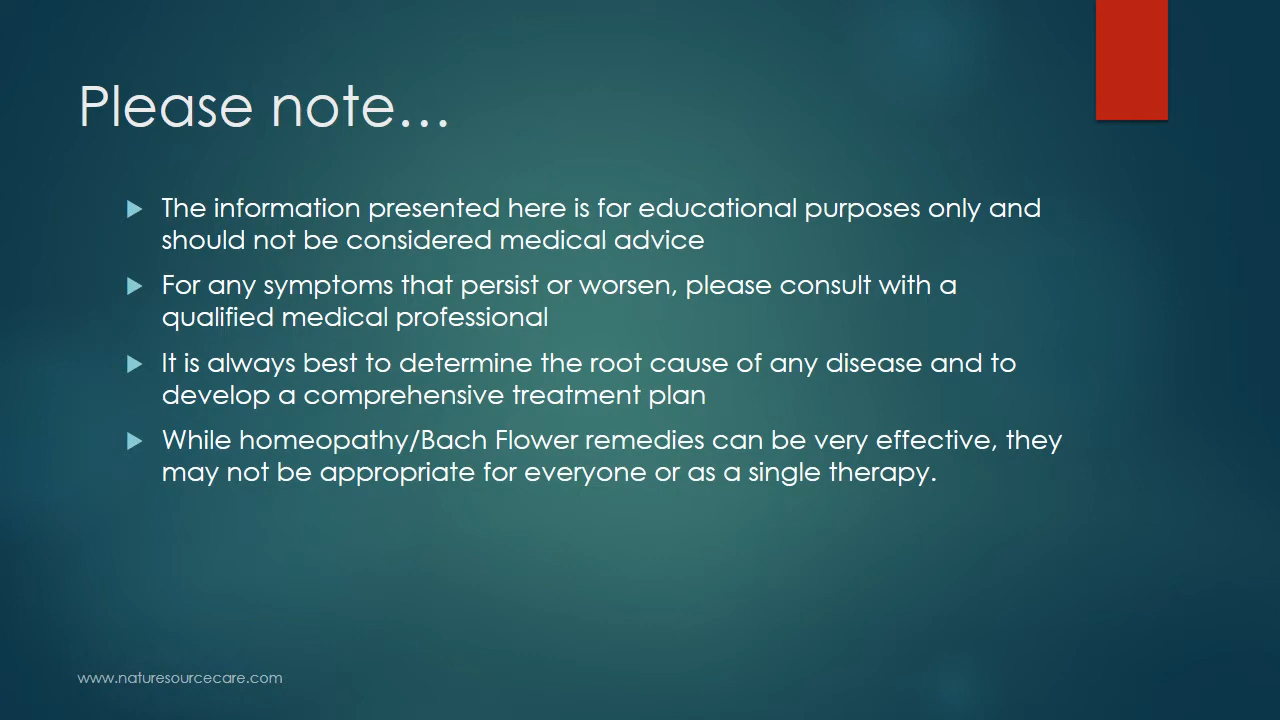 Please note…
The information presented here is for educational purposes only and
should not be considered medical advice
For any symptoms that persist or worsen, please consult with a
qualified medical professional
It is always best to determine the root cause of any disease and to
develop a comprehensive treatment plan
While homeopathy/Bach Flower remedies can be very effective, they
may not be appropriate for everyone or as a single therapy.
www.naturesourcecare.com